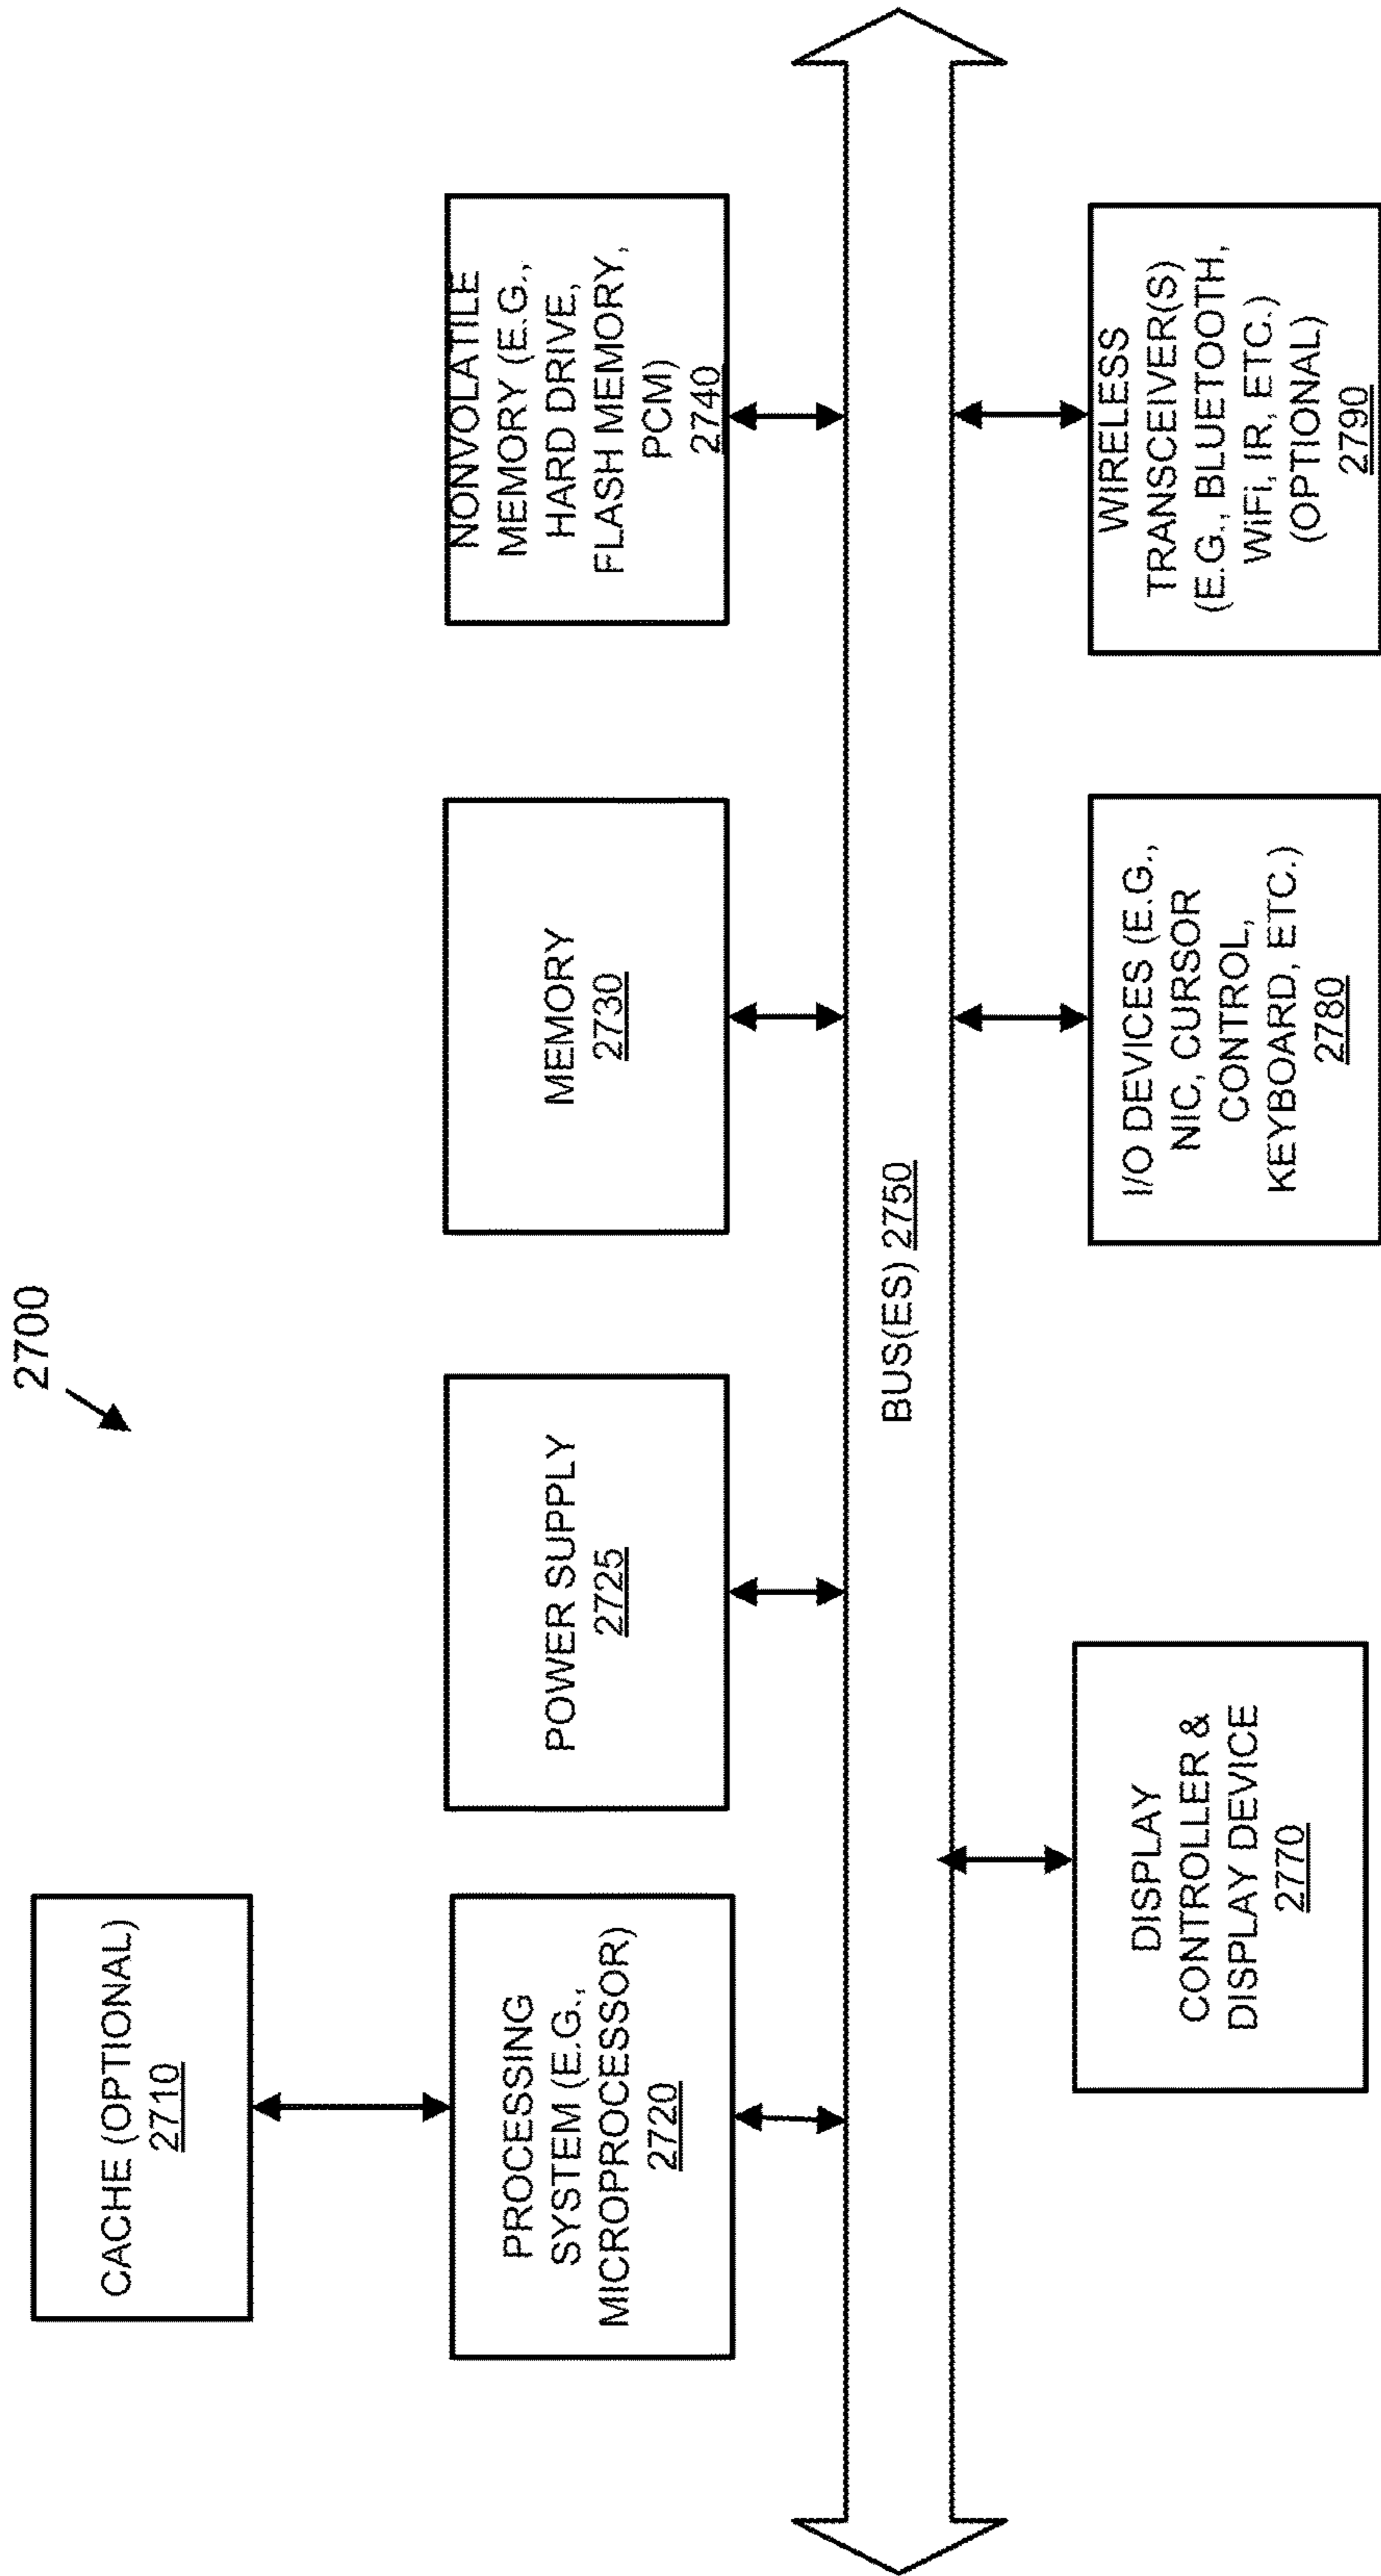 2700
CACHE (OPTIONAL)
2710
PROCESSING
SYSTEM (E.G.,
MICROPROCESSOR)
2720
POWER SUPPLY
2725
MEMORY
2730
NONVOLATILE
MEMORY (E.G.,
HARD DRIVE,
FLASH MEMORY,
PCM)
2740
BUS(ES) 2750
DISPLAY
CONTROLLER &
DISPLAY DEVICE
2770
I/O DEVICES (E.G.,
NIC, CURSOR
CONTROL,
KEYBOARD, ETC.)
2780
WIRELESS
TRANSCEIVER(S)
(E.G., BLUETOOTH,
WiFi, IR, ETC.)
(OPTIONAL)
2790